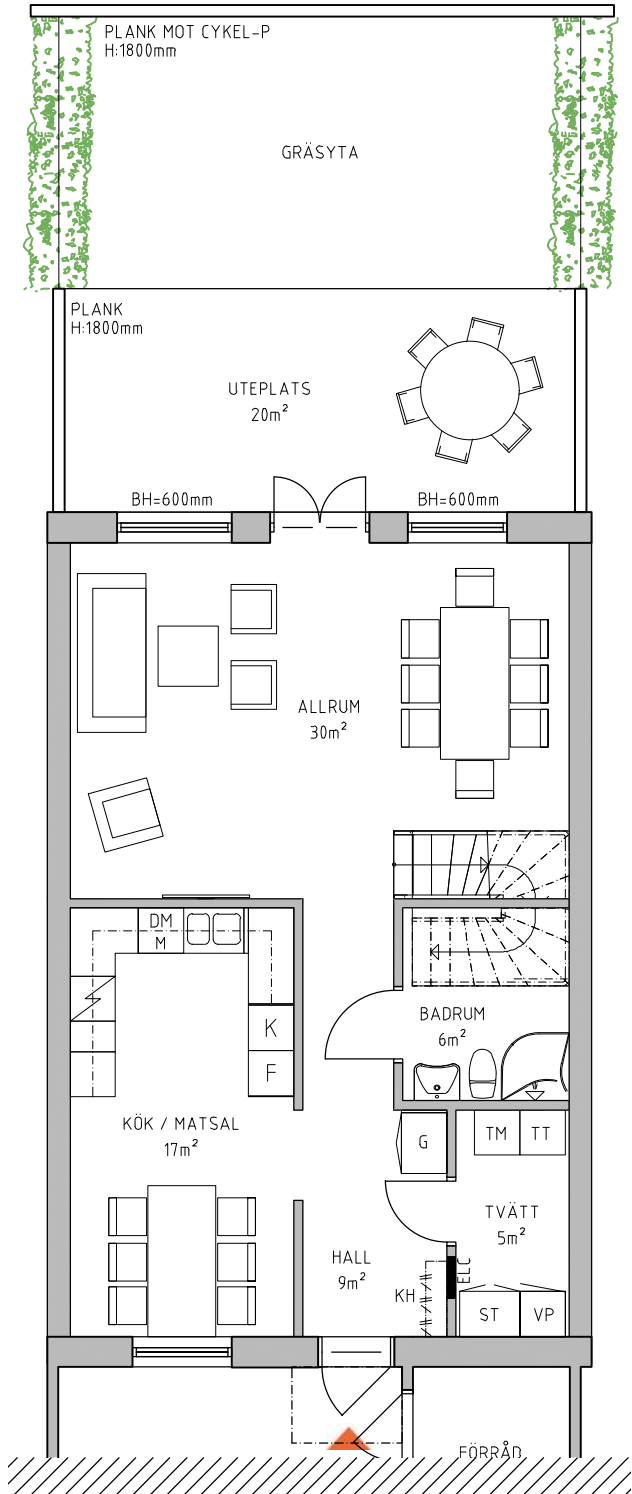 PLANK MOT CYKEL-P
H:1800mm
GRÄSYTA
PLANK
H:1800mm
UTEPLATS
20m²
BH=600mm
BH=600mm
ALLRUM
30m²
DM
M
K
F
BADRUM
6m²
KÖK / MATSAL
17m²
G
TM
TT
TVÄTT
5m²
HALL
9m²
ELC
KH
ST
VP
FÖRRÅD